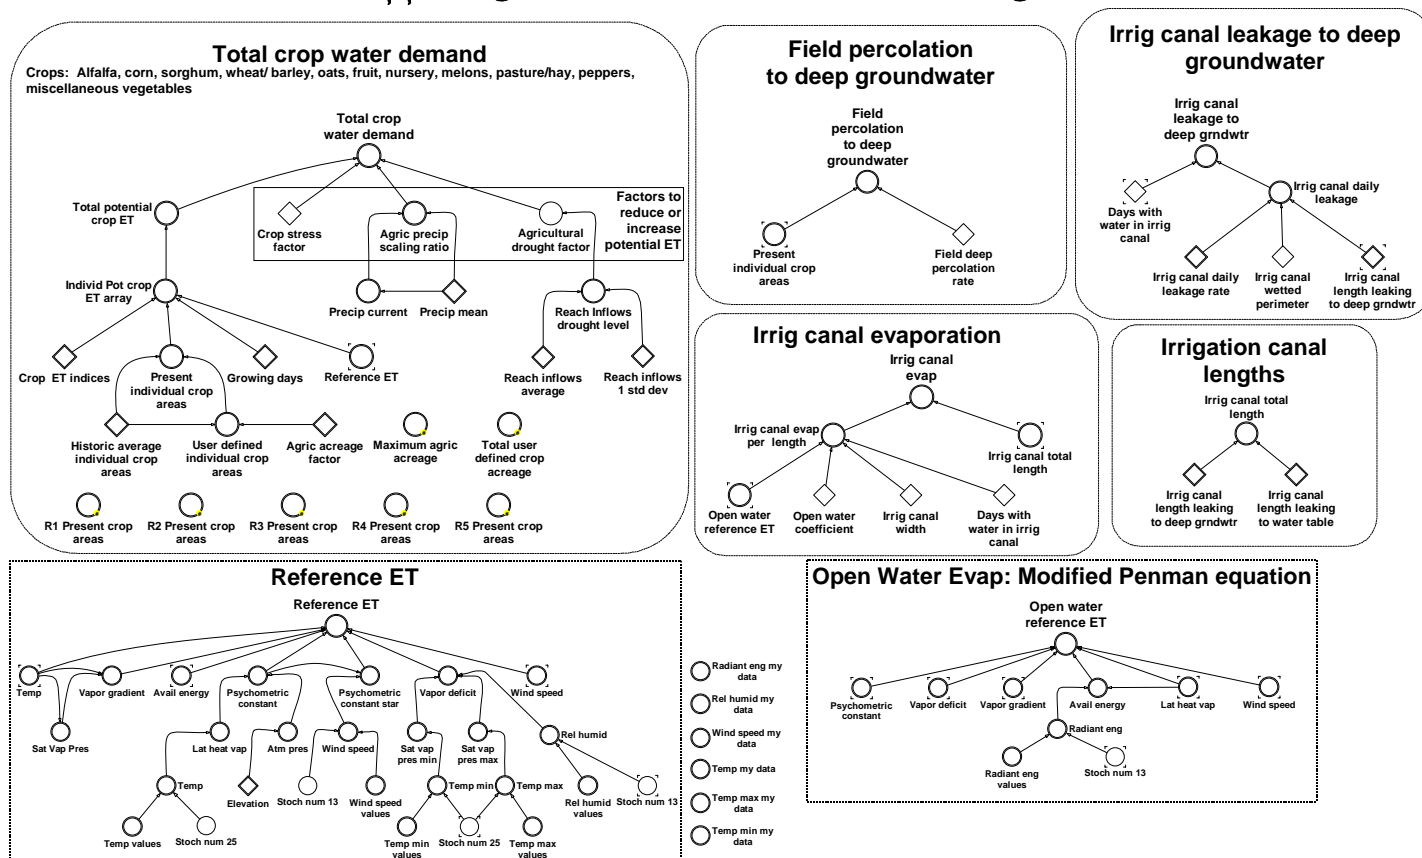 Total crop water demand
Crops: Alfalfa, corn, sorghum, wheat/ barley, oats, fruit, nursery, melons, pasture/hay, peppers,
miscellaneous vegetables
Total crop
water demand
Total potential
crop ET
Factors to
reduce or
increase
potential ET
Crop stress
factor
Agric precip
scaling ratio
Agricultural
drought factor
Individ Pot crop
ET array
Precip current
Precip mean
Reach Inflows
drought level
Crop ET indices
Present
individual crop
areas
Growing days
Reference ET
Reach inflows
average
Reach inflows
1 std dev
Historic average
individual crop
areas
User defined
individual crop
areas
Agric acreage
factor
Maximum agric
acreage
Total user
defined crop
acreage
R1 Present crop
areas
R2 Present crop
areas
R3 Present crop
areas
R4 Present crop
areas
R5 Present crop
areas
Field percolation
to deep groundwater
Field
percolation
to deep
groundwater
Present
individual crop
areas
Field deep
percolation
rate
Irrig canal leakage to deep
groundwater
Irrig canal
leakage to
deep grndwtr
Days with
water in irrig
canal
Irrig canal daily
leakage
Irrig canal daily
leakage rate
Irrig canal
wetted
perimeter
Irrig canal
length leaking
to deep grndwtr
Irrig canal evaporation
Irrig canal
evap
Irrig canal evap
per length
Irrig canal total
length
Open water
reference ET
Open water
coefficient
Irrig canal
width
Days with
water in irrig
canal
Irrigation canal
lengths
Irrig canal total
length
Irrig canal
length leaking
to deep grndwtr
Irrig canal
length leaking
to water table
Reference ET
Reference ET
Temp
Vapor gradient
Avail energy
Psychometric
constant
Psychometric
constant star
Vapor deficit
Wind speed
Sat Vap Pres
Lat heat vap
Atm pres
Wind speed
Sat vap
pres min
Sat vap
pres max
Rel humid
Temp
Elevation
Stoch num 13
Wind speed
values
Temp min
Temp max
Rel humid
values
Stoch num 13
Temp values
Stoch num 25
Temp min
values
Stoch num 25
Temp max
values
Radiant eng my
data
Rel humid my
data
Wind speed my
data
Temp my data
Temp max my
data
Temp min my
data
Open Water Evap: Modified Penman equation
Open water
reference ET
Psychometric
constant
Vapor deficit
Vapor gradient
Avail energy
Lat heat vap
Wind speed
Radiant eng
Radiant eng
values
Stoch num 13